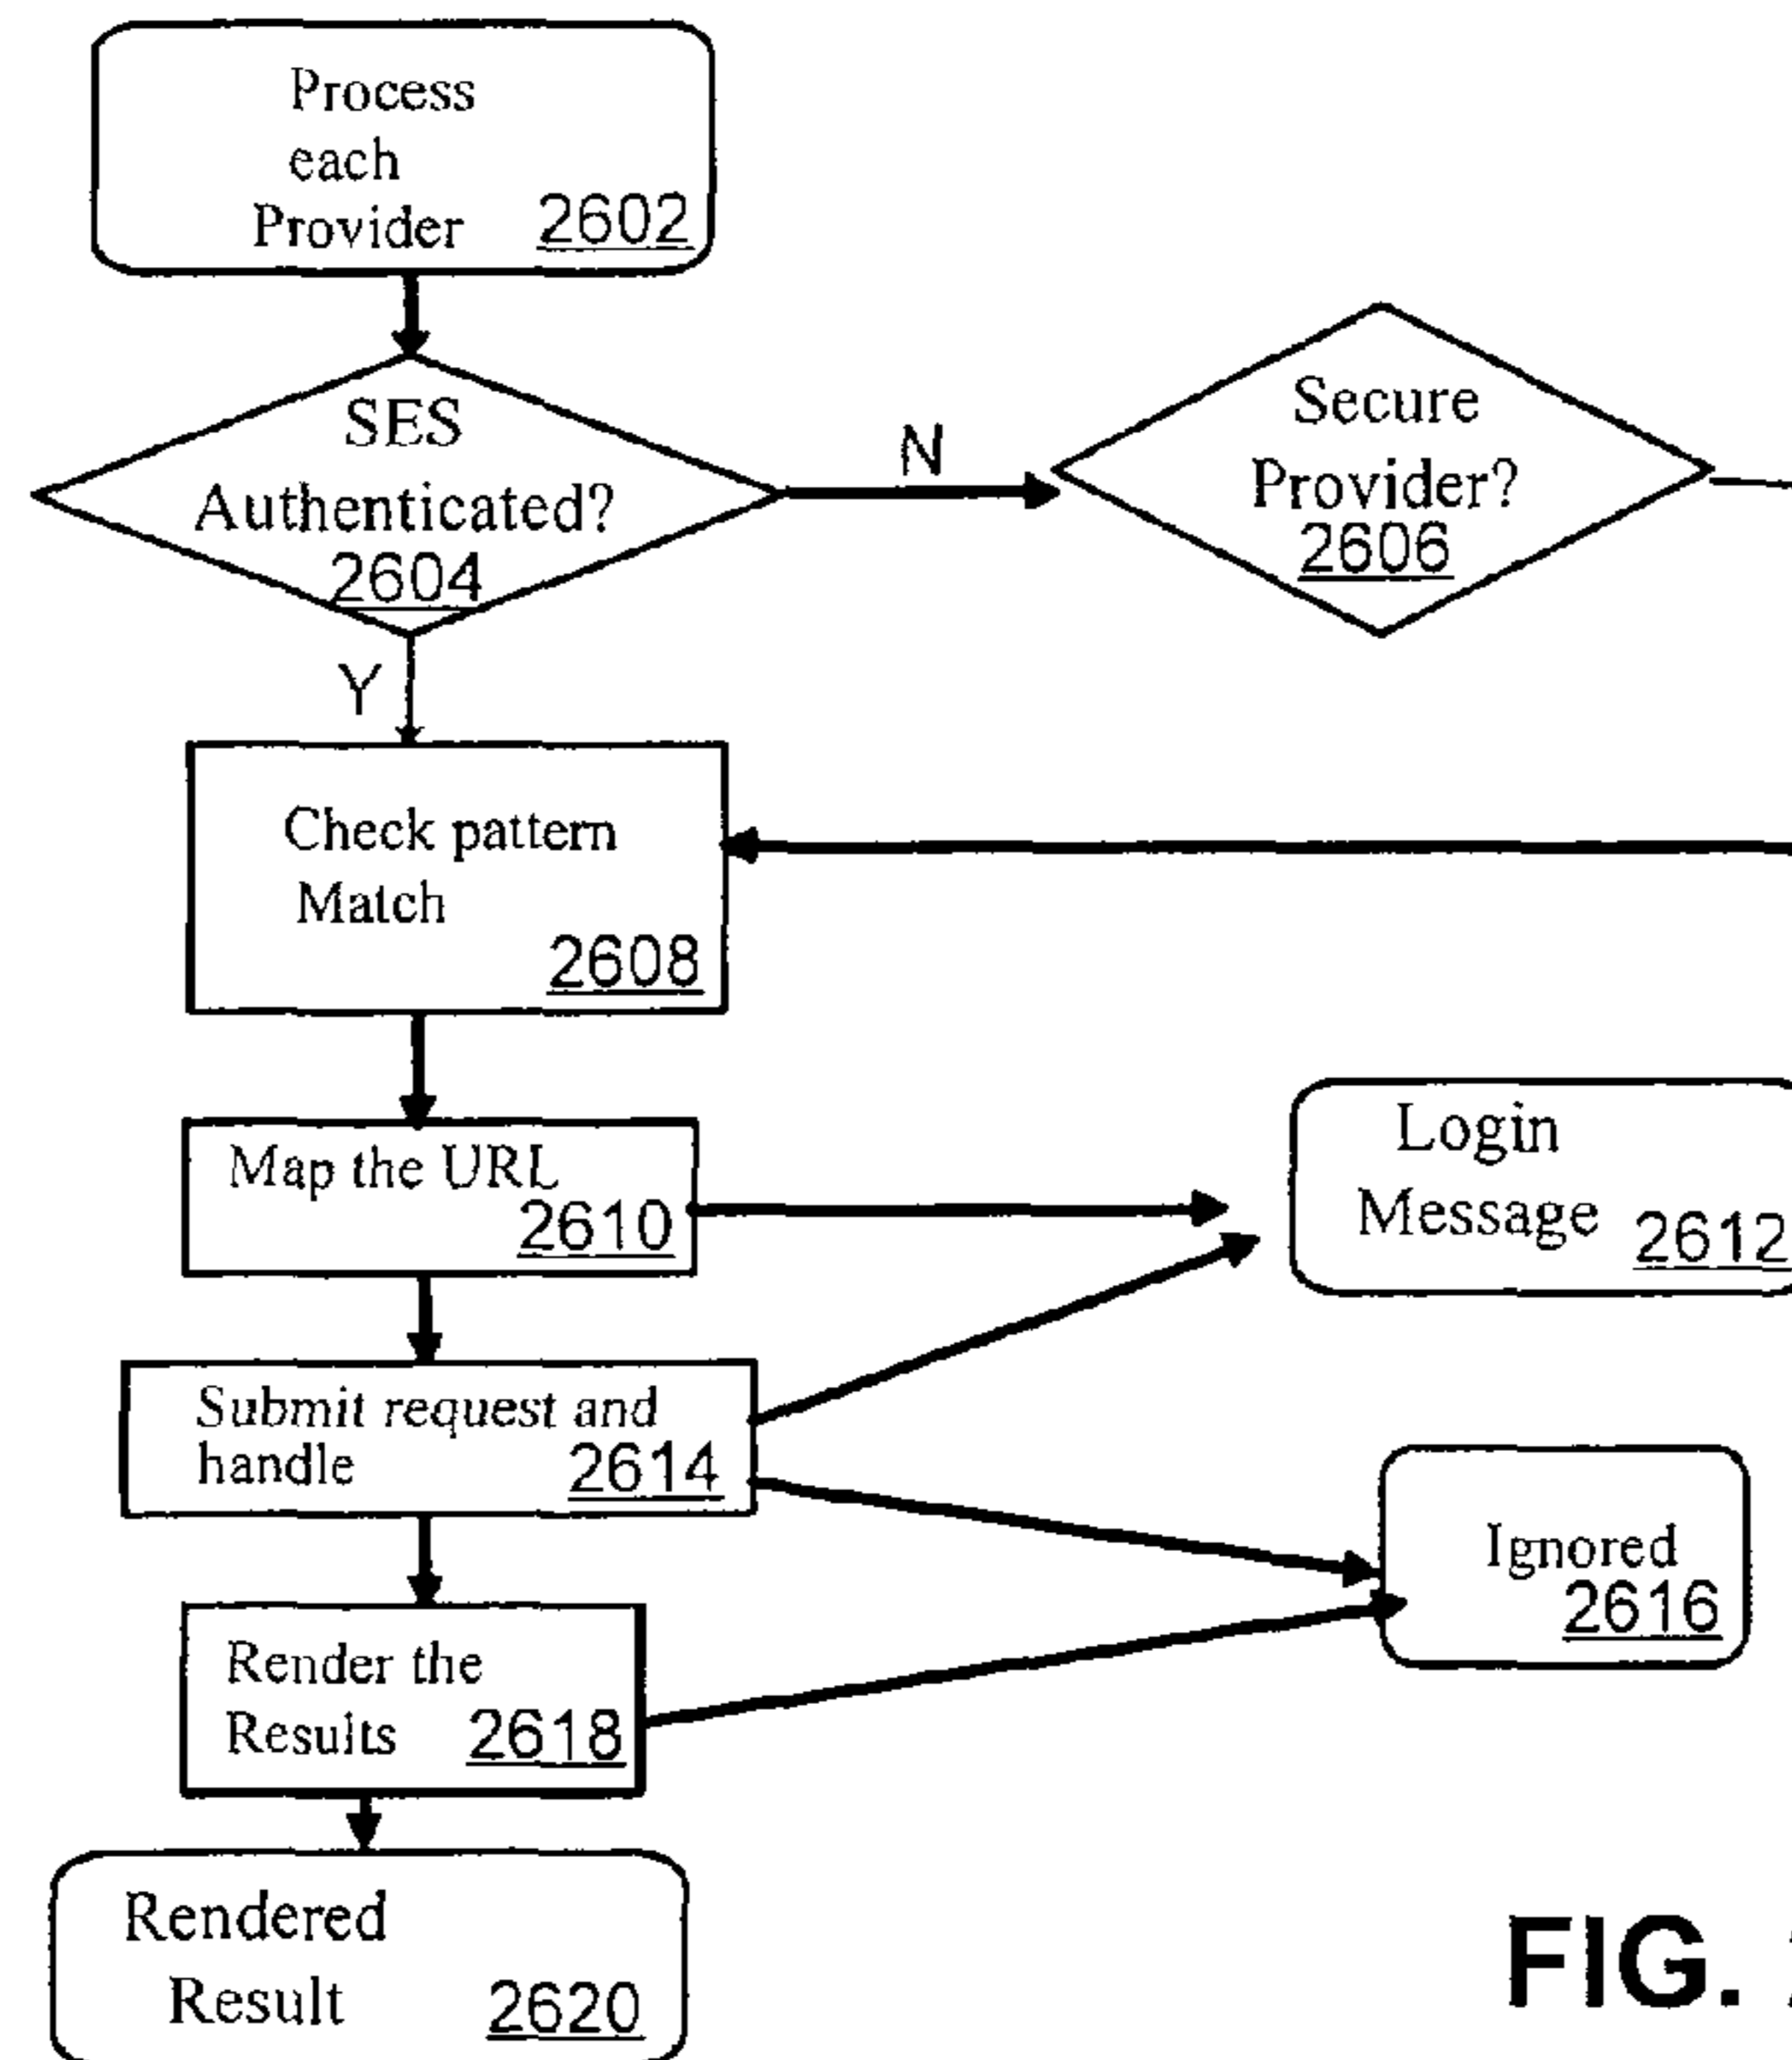 Process
each
Provider 2602
SES
Authenticated?
2604
N
Secure
Provider?
2606
Y
Check pattern
Match
2608
Map the URL
2610
Login
Message 2612
Submit request and
handle 2614
Ignored
2616
Render the
Results 2618
Rendered
Result 2620
FIG.